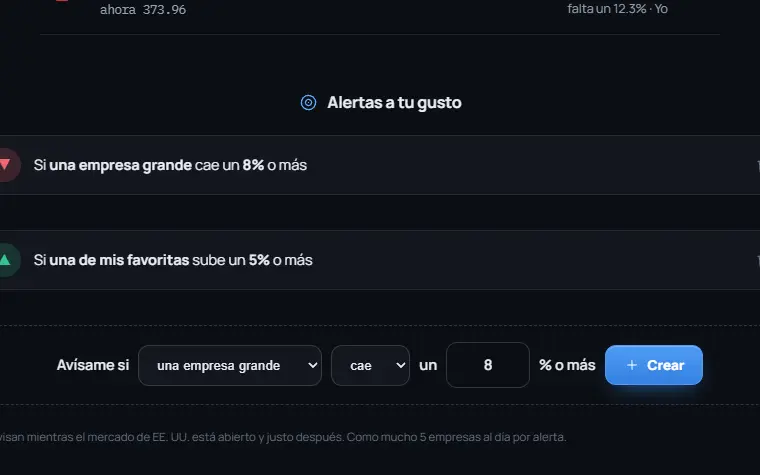 ahora 373.96
falta un 12.3% · Yo
Alertas a tu gusto
Si una empresa grande cae un 8% o más
Si una de mis favoritas sube un 5% o más
Avísame si una empresa grande cae un 8 % o más + Crear
mientras el mercado de EE. UU. está abierto y justo después. Como mucho 5 empresas al día por alerta.